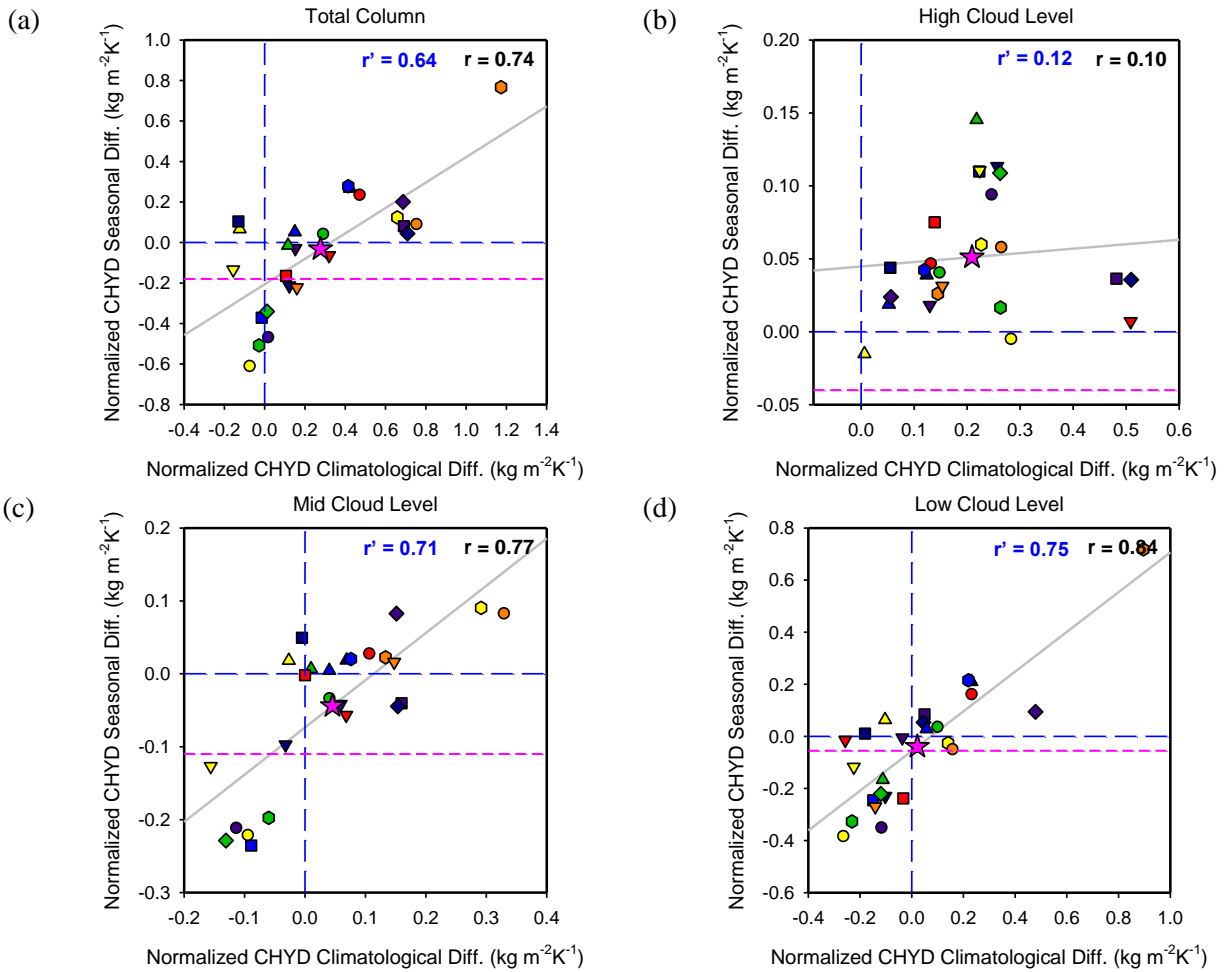 (a)
Total Column
r’ = 0.64 r = 0.74
Normalized CHYD Seasonal Diff. (kg m-2K-1)
1.0
0.8
0.6
0.4
0.2
0.0
-0.2
-0.4
-0.6
-0.8
-0.4 -0.2 0.0 0.2 0.4 0.6 0.8 1.0 1.2 1.4
Normalized CHYD Climatological Diff. (kg m-2K-1)
(b)
High Cloud Level
r’ = 0.12 r = 0.10
Normalized CHYD Seasonal Diff. (kg m-2K-1)
0.20
0.15
0.10
0.05
0.00
-0.05
0.0 0.1 0.2 0.3 0.4 0.5 0.6
Normalized CHYD Climatological Diff. (kg m-2K-1)
(c)
Mid Cloud Level
r’ = 0.71 r = 0.77
Normalized CHYD Seasonal Diff. (kg m-2K-1)
0.2
0.1
0.0
-0.1
-0.2
-0.3
-0.2 -0.1 0.0 0.1 0.2 0.3 0.4
Normalized CHYD Climatological Diff. (kg m-2K-1)
(d)
Low Cloud Level
r’ = 0.75 r = 0.84
Normalized CHYD Seasonal Diff. (kg m-2K-1)
0.8
0.6
0.4
0.2
0.0
-0.2
-0.4
-0.6
-0.4 -0.2 0.0 0.2 0.4 0.6 0.8 1.0
Normalized CHYD Climatological Diff. (kg m-2K-1)